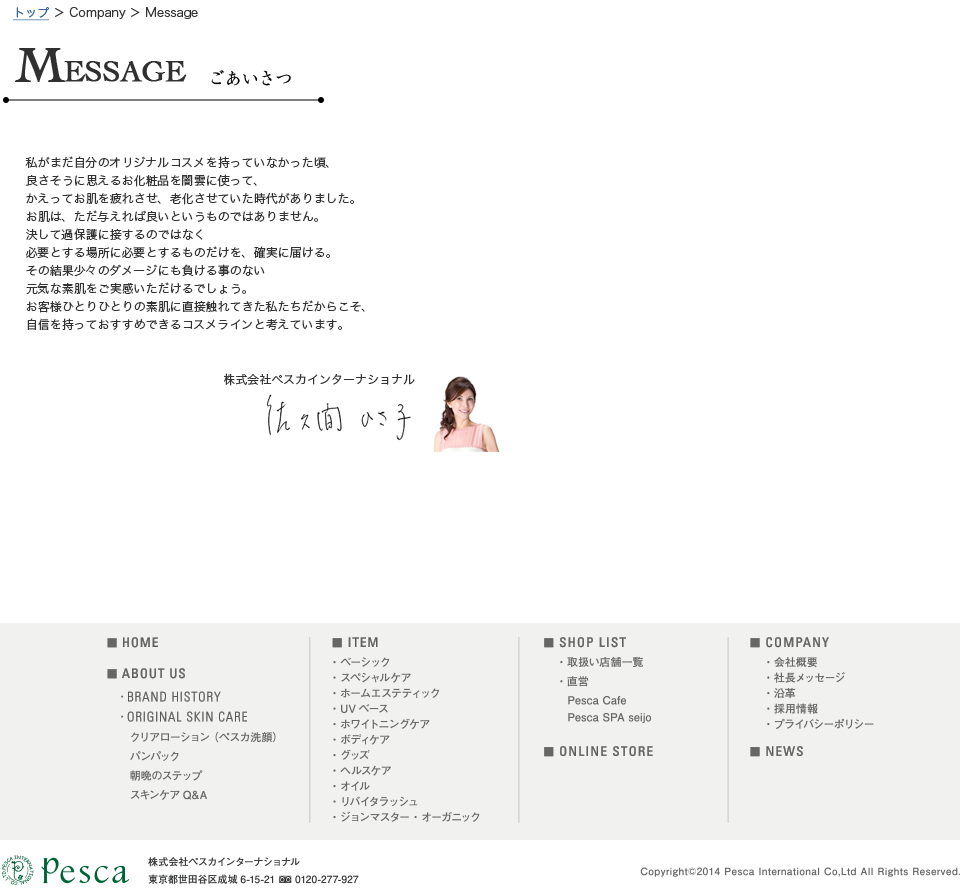 トップ > Company > Message
MESSAGE ごあいさつ
私がまだ自分のオリジナルコスメを持っていなかった頃、
良さそうに思えるお化粧品を闇雲に使って、
かえってお肌を疲れさせ、老化させていた時代がありました。
お肌は、ただ与えれば良いというものではありません。
決して過保護に接するのではなく
必要とする場所に必要とするものだけを、確実に届ける。
その結果少々のダメージにも負ける事のない
元気な素肌をご実感いただけるでしょう。
お客様ひとりひとりの素肌に直接触れてきた私たちだからこそ、
自信を持っておすすめできるコスメラインと考えています。
株式会社ペスカインターナショナル
佐久間 ひさ子
■ HOME
■ ABOUT US
・BRAND HISTORY
・ORIGINAL SKIN CARE
クリアローション（ペスカ洗顔）
パンパック
朝晩のステップ
スキンケア Q&A
■ ITEM
・ベーシック
・スペシャルケア
・ホームエステティック
・UV ベース
・ホワイトニングケア
・ボディケア
・グッズ
・ヘルスケア
・オイル
・リバイタラッシュ
・ジョンマスター・オーガニック
■ SHOP LIST
・取扱い店舗一覧
・直営
Pesca Cafe
Pesca SPA seijo
■ ONLINE STORE
■ COMPANY
・会社概要
・社長メッセージ
・沿革
・採用情報
・プライバシーポリシー
■ NEWS
Pesca
株式会社ペスカインターナショナル
東京都世田谷区成城 6-15-21 0120-277-927
Copyright©2014 Pesca International Co,Ltd All Rights Reserved.